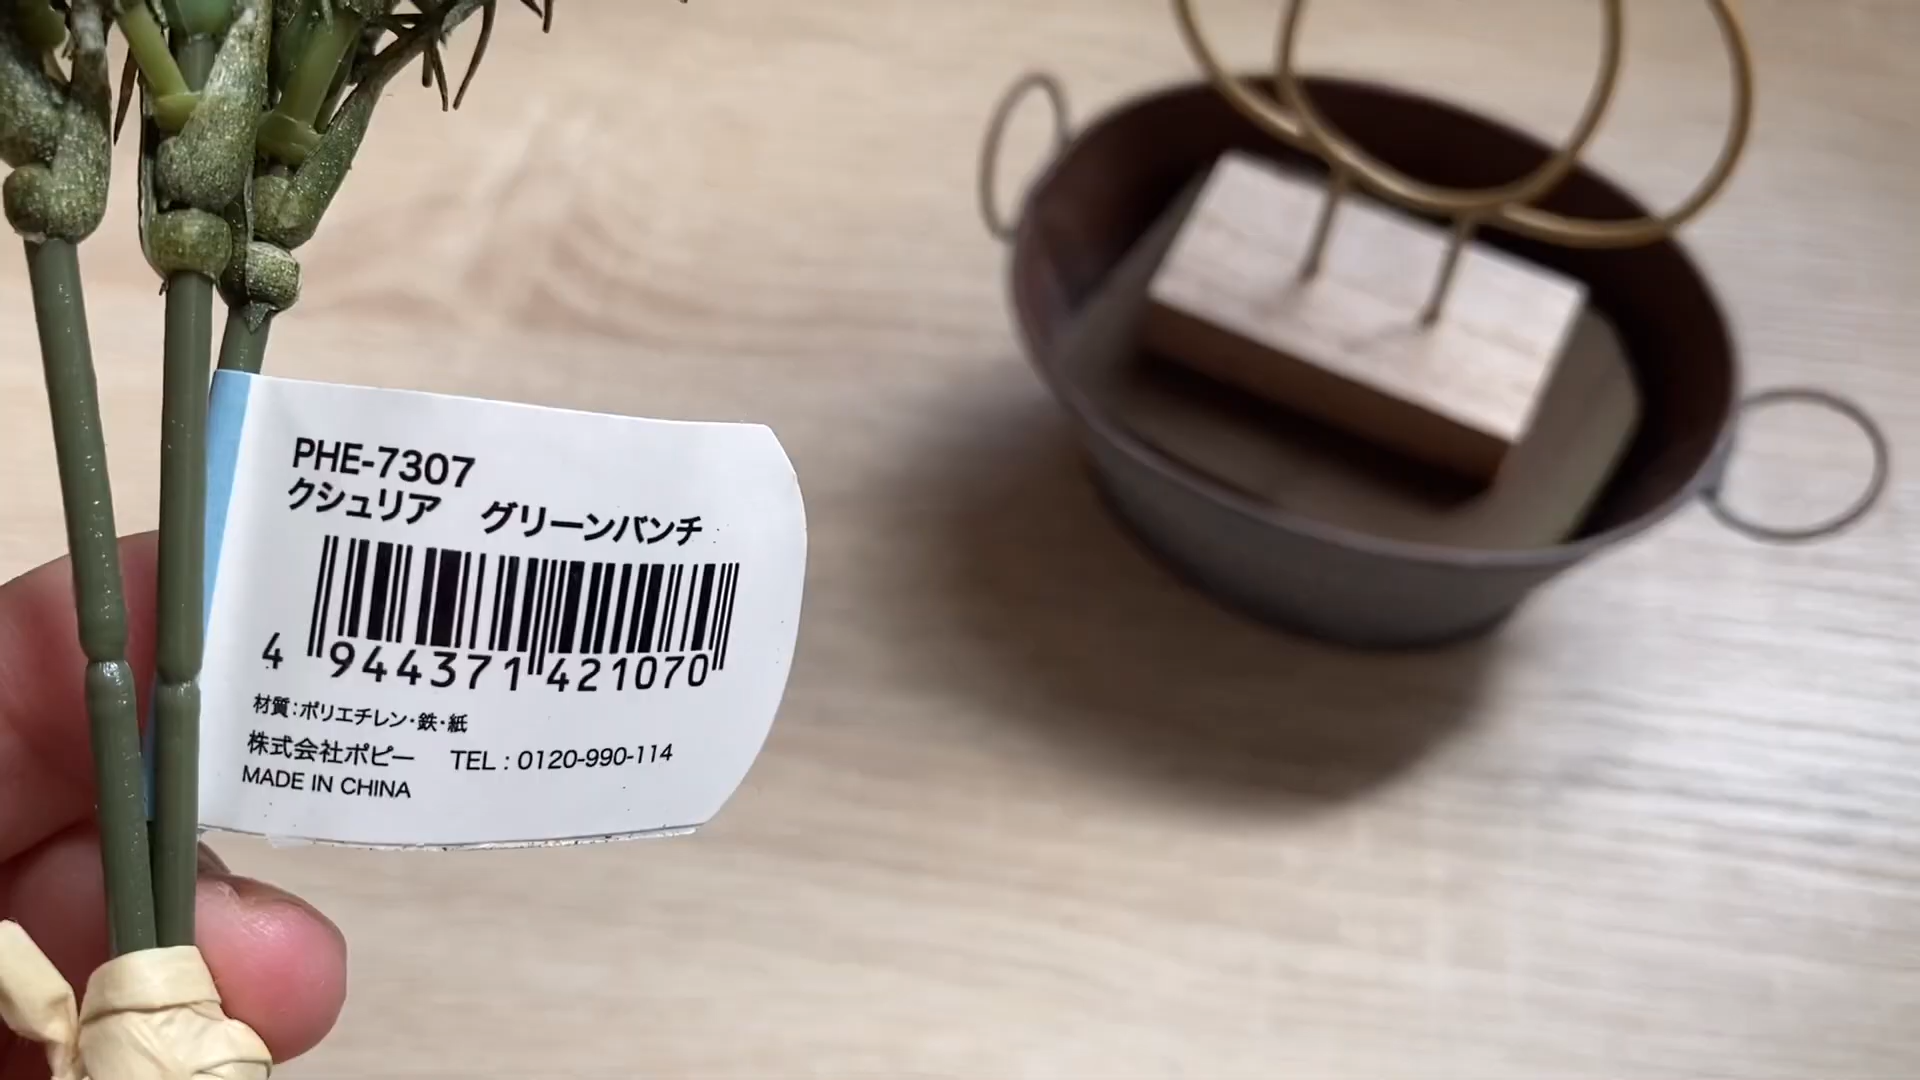 PHE-7307
クシュリア　グリーンバンチ
4 944371 421070
材質:ポリエチレン・鉄・紙
株式会社ポピー　TEL : 0120-990-114
MADE IN CHINA